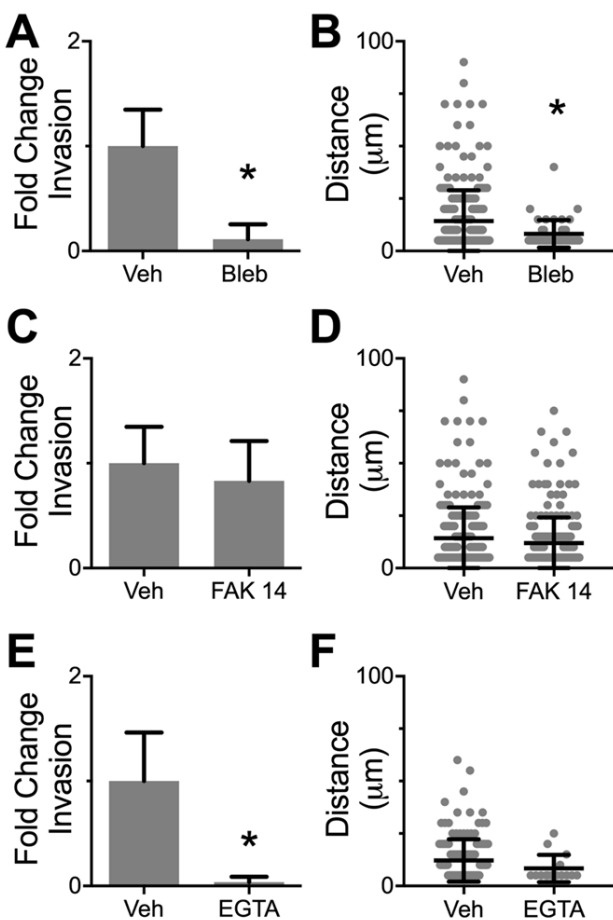 A
Fold Change
Invasion
2
0
*
Veh
Bleb
B
Distance
(µm)
100
0
*
Veh
Bleb
C
Fold Change
Invasion
2
0
Veh
FAK 14
D
Distance
(µm)
100
0
Veh
FAK 14
E
Fold Change
Invasion
2
0
*
Veh
EGTA
F
Distance
(µm)
100
0
Veh
EGTA